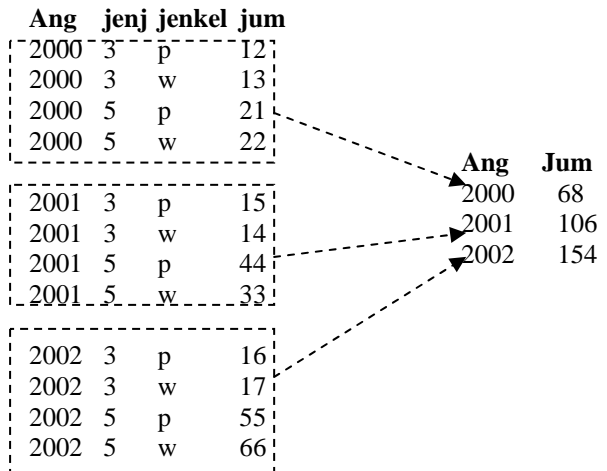 Ang jenj jenkel jum
2000 3 p 12
2000 3 w 13
2000 5 p 21
2000 5 w 22
2001 3 p 15
2001 3 w 14
2001 5 p 44
2001 5 w 33
2002 3 p 16
2002 3 w 17
2002 5 p 55
2002 5 w 66
Ang Jum
2000 68
2001 106
2002 154